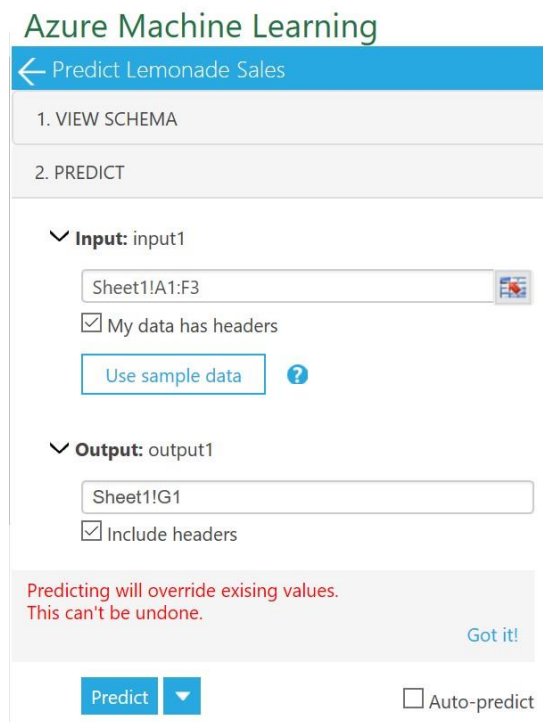 Azure Machine Learning
Predict Lemonade Sales
1. VIEW SCHEMA
2. PREDICT
Input: input1
Sheet1!A1:F3
My data has headers
Use sample data ?
Output: output1
Sheet1!G1
Include headers
Predicting will override exising values.
This can't be undone.
Got it!
Predict
Auto-predict